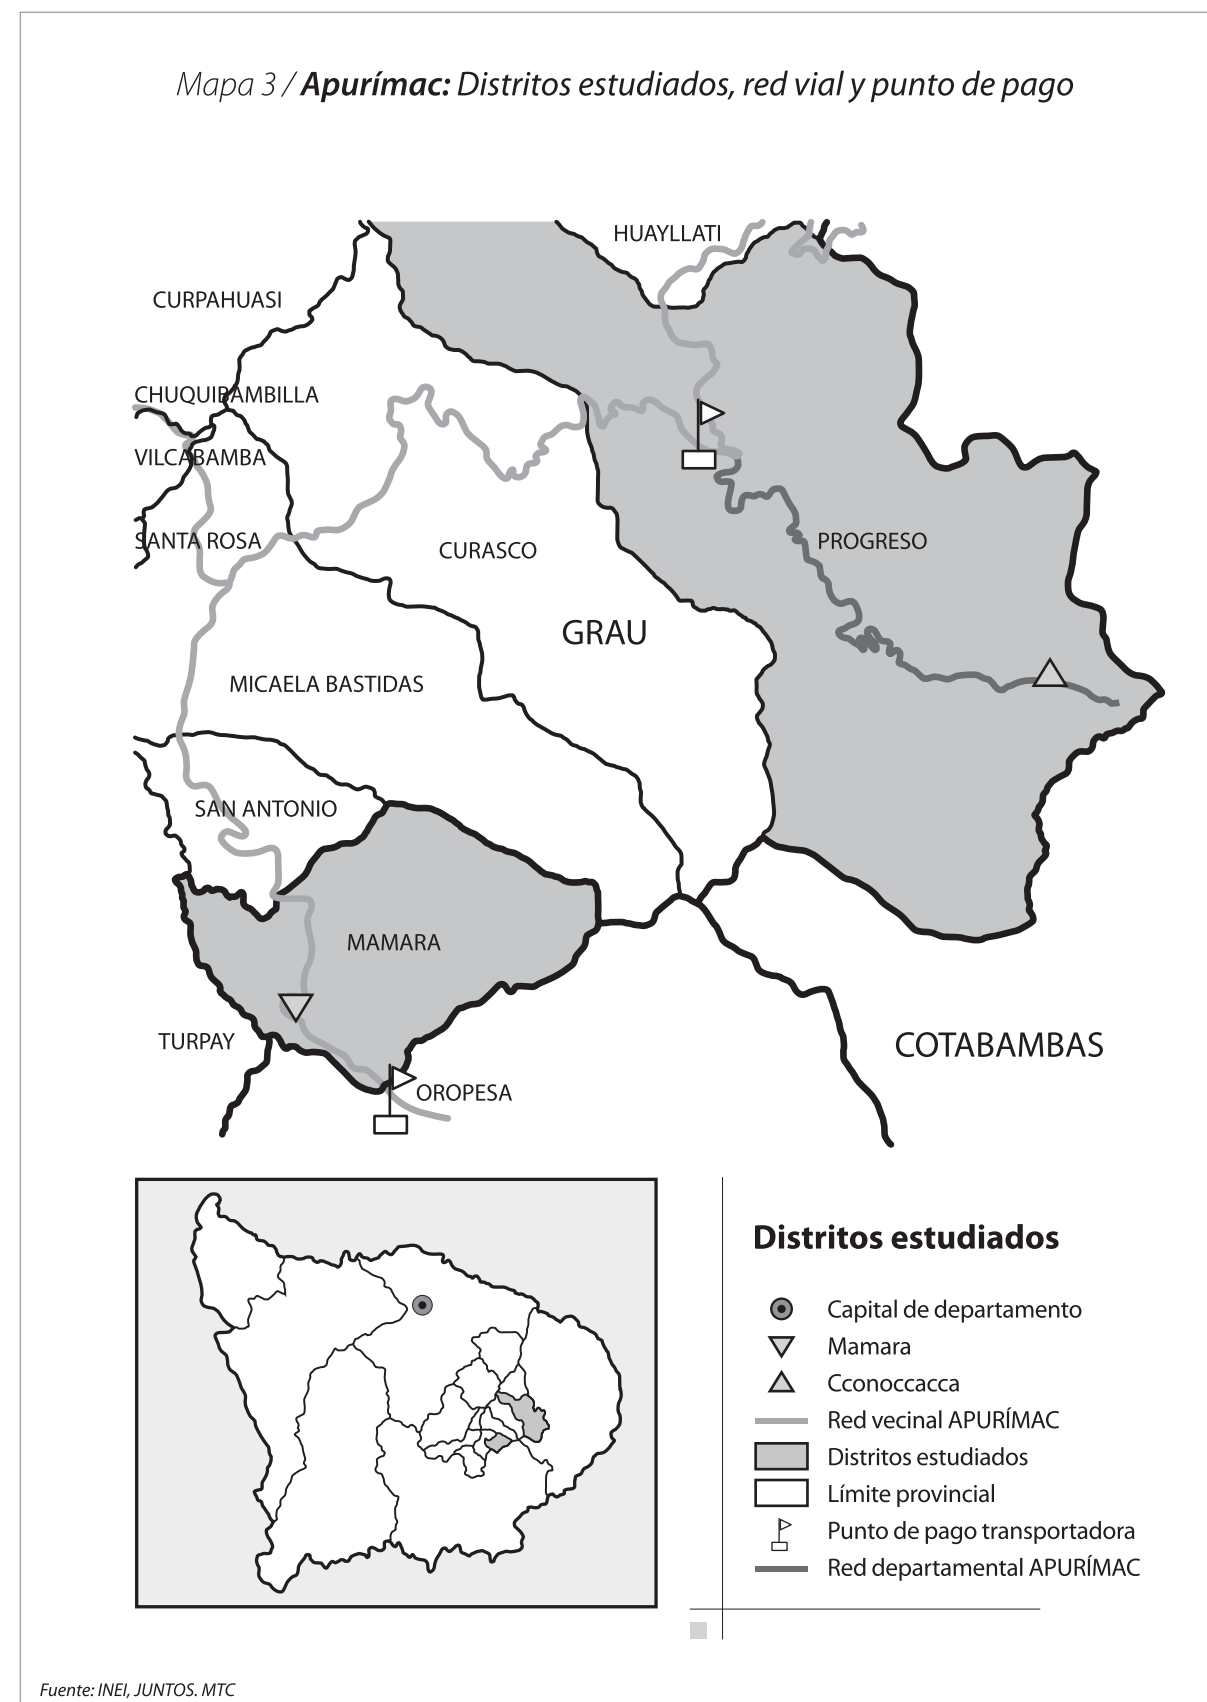 Mapa 3 / Apurímac: Distritos estudiados, red vial y punto de pago
HUAYLLATI
CURPAHUASI
CHUQUIBAMBILLA
VILCABAMBA
SANTA ROSA
CURASCO
PROGRESO
GRAU
MICAELA BASTIDAS
SAN ANTONIO
MAMARA
TURPAY
COTABAMBAS
OROPESA
Distritos estudiados
Capital de departamento
Mamara
Cconoccacca
Red vecinal APURÍMAC
Distritos estudiados
Límite provincial
Punto de pago transportadora
Red departamental APURÍMAC
Fuente: INEI, JUNTOS. MTC